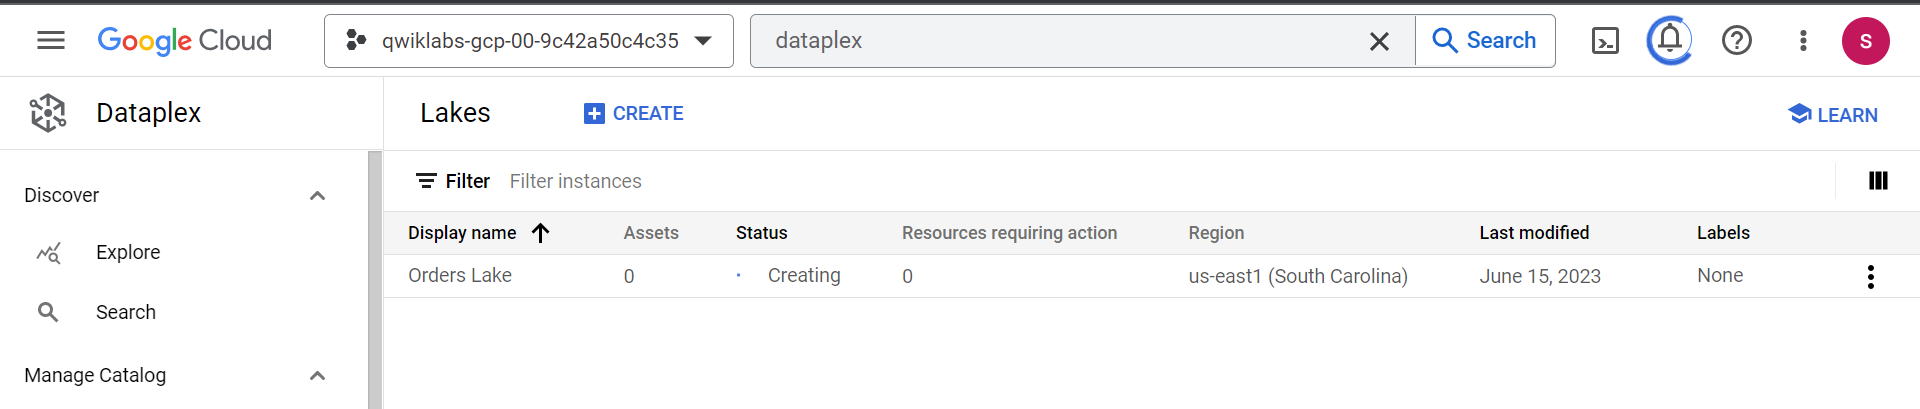 Google Cloud
qwiklabs-gcp-00-9c42a50c4c35
dataplex
Search
S
Dataplex
Lakes
CREATE
LEARN
Discover
Explore
Search
Manage Catalog
Filter Filter instances
Display name Assets Status Resources requiring action Region Last modified Labels
Orders Lake 0 Creating 0 us-east1 (South Carolina) June 15, 2023 None